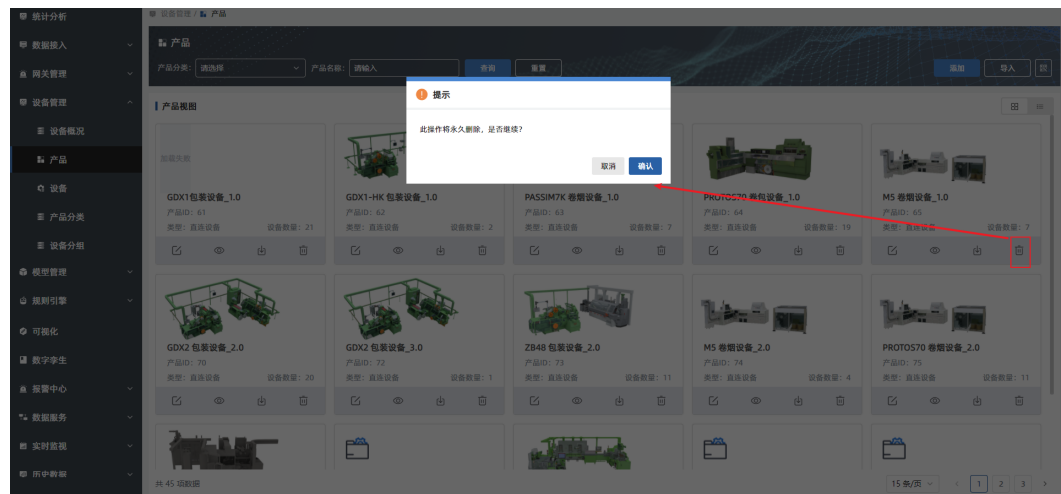 统计分析
数据接入
网关管理
设备管理
设备概况
产品
设备
产品分类
设备分组
模型管理
规则引擎
可视化
数字孪生
报警中心
数据服务
实时监视
历史数据
设备管理 / 产品
产品
产品分类: 请选择 产品名称: 请输入 查询 重置 添加 导入
产品视图
提示
此操作将永久删除，是否继续？
取消 确认
加载失败
GDX1包装设备_1.0 GDX1-HK 包装设备_1.0 PASSIM7K 卷烟设备_1.0 PROTOS70 卷包设备_1.0 M5 卷烟设备_1.0
产品ID: 61 产品ID: 62 产品ID: 63 产品ID: 64 产品ID: 65
类型: 直连设备 设备数量: 21 类型: 直连设备 设备数量: 2 类型: 直连设备 设备数量: 7 类型: 直连设备 设备数量: 19 类型: 直连设备 设备数量: 7
GDX2 包装设备_2.0 GDX2 包装设备_3.0 ZB48 包装设备_2.0 M5 卷烟设备_2.0 PROTOS70 卷烟设备_2.0
产品ID: 70 产品ID: 72 产品ID: 73 产品ID: 74 产品ID: 75
类型: 直连设备 设备数量: 20 类型: 直连设备 设备数量: 1 类型: 直连设备 设备数量: 11 类型: 直连设备 设备数量: 4 类型: 直连设备 设备数量: 11
共 45 项数据 15 条/页 1 2 3